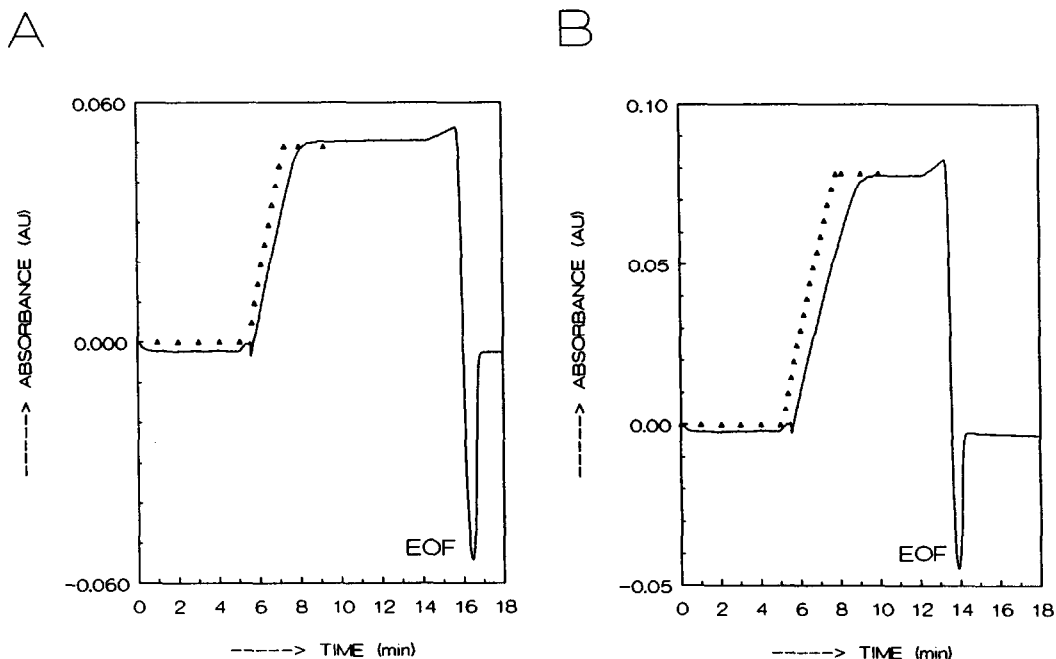 A
0.060
0.000
-0.060
-----> ABSORBANCE (AU)
EOF
0 2 4 6 8 10 12 14 16 18
-----> TIME (min)
B
0.10
0.05
0.00
-0.05
-----> ABSORBANCE (AU)
EOF
0 2 4 6 8 10 12 14 16 18
-----> TIME (min)